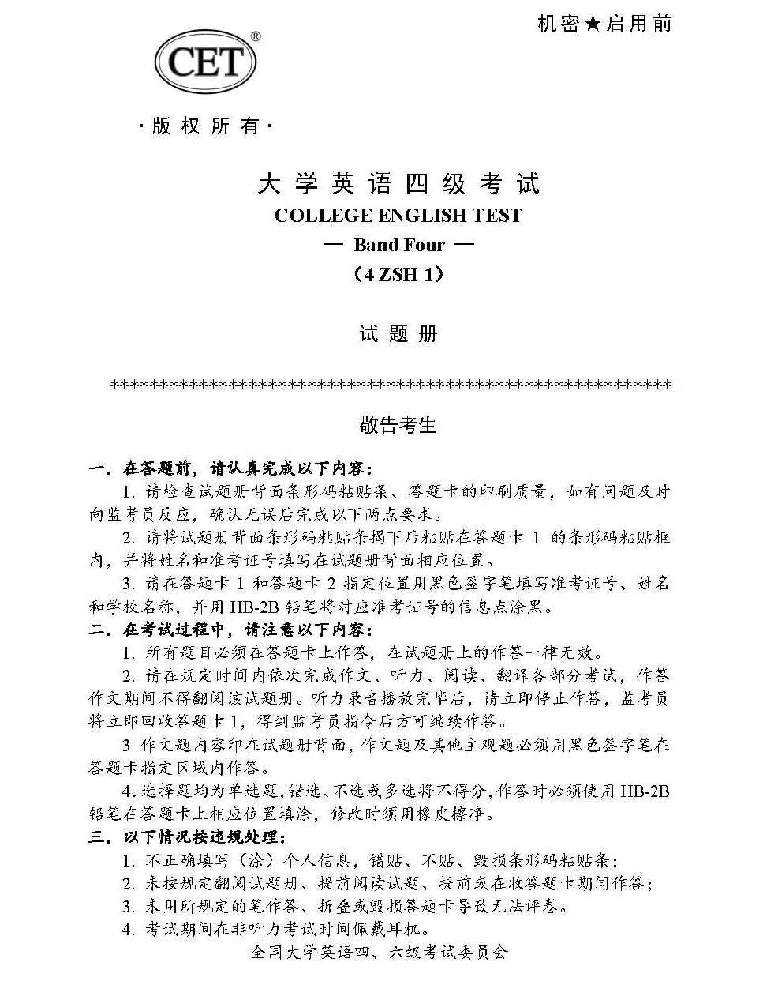 机密★启用前
CET®
·版权所有·
大学英语四级考试
COLLEGE ENGLISH TEST
— Band Four —
（4 ZSH 1）
试题册
*********************************************************
敬告考生
一．在答题前，请认真完成以下内容：
1. 请检查试题册背面条形码粘贴条、答题卡的印刷质量，如有问题及时
向监考员反应，确认无误后完成以下两点要求。
2. 请将试题册背面条形码粘贴条揭下后粘贴在答题卡 1 的条形码粘贴框
内，并将姓名和准考证号填写在试题册背面相应位置。
3. 请在答题卡 1 和答题卡 2 指定位置用黑色签字笔填写准考证号、姓名
和学校名称，并用 HB-2B 铅笔将对应准考证号的信息点涂黑。
二．在考试过程中，请注意以下内容：
1. 所有题目必须在答题卡上作答，在试题册上的作答一律无效。
2. 请在规定时间内依次完成作文、听力、阅读、翻译各部分考试，作答
作文期间不得翻阅该试题册。听力录音播放完毕后，请立即停止作答，监考员
将立即回收答题卡 1，得到监考员指令后方可继续作答。
3 作文题内容印在试题册背面，作文题及其他主观题必须用黑色签字笔在
答题卡指定区域内作答。
4.选择题均为单选题,错选、不选或多选将不得分,作答时必须使用 HB-2B
铅笔在答题卡上相应位置填涂，修改时须用橡皮擦净。
三．以下情况按违规处理：
1. 不正确填写（涂）个人信息，错贴、不贴、毁损条形码粘贴条；
2. 未按规定翻阅试题册、提前阅读试题、提前或在收答题卡期间作答；
3. 未用所规定的笔作答、折叠或毁损答题卡导致无法评卷。
4. 考试期间在非听力考试时间佩戴耳机。
全国大学英语四、六级考试委员会